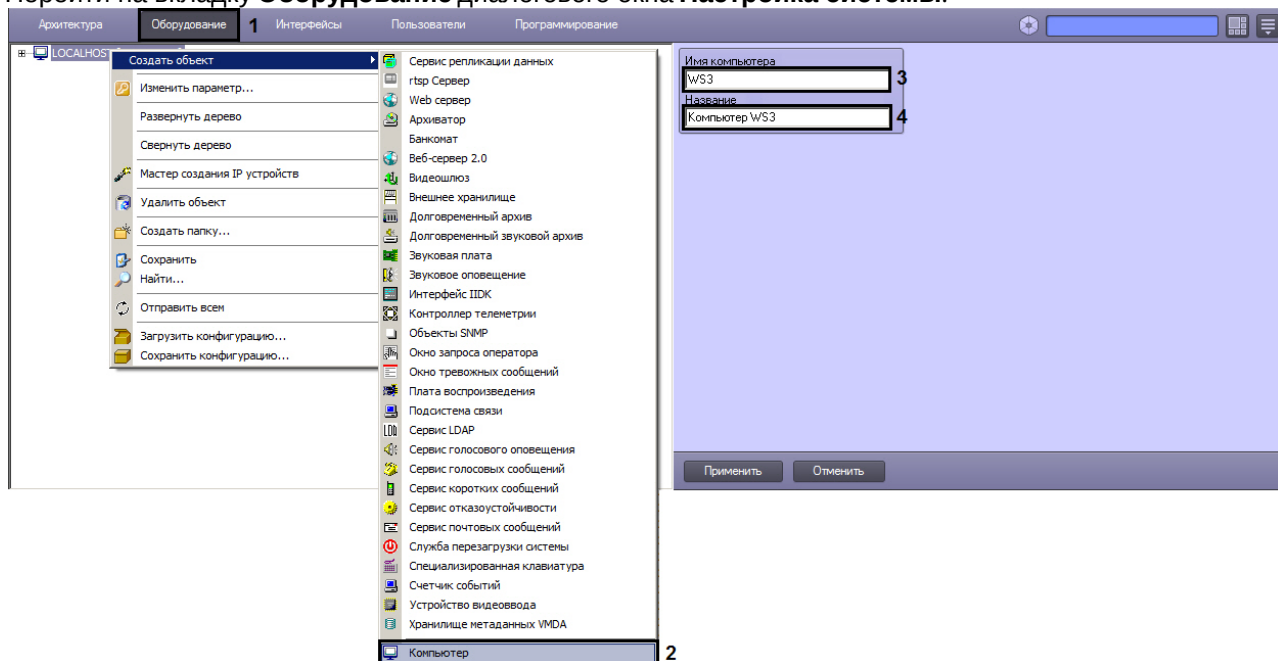 Перейти на вкладку Оборудование диалогового окна Настройка системы.
Архитектура Оборудование 1 Интерфейсы Пользователи Программирование
LOCALHOST
Создать объект
Изменить параметр...
Развернуть дерево
Свернуть дерево
Мастер создания IP устройств
Удалить объект
Создать папку...
Сохранить
Найти...
Отправить всем
Загрузить конфигурацию...
Сохранить конфигурацию...
Сервис репликации данных
rtsp Сервер
Web сервер
Архиватор
Банкомат
Веб-сервер 2.0
Видеошлюз
Внешнее хранилище
Долговременный архив
Долговременный звуковой архив
Звуковая плата
Звуковое оповещение
Интерфейс IIDK
Контроллер телеметрии
Объекты SNMP
Окно запроса оператора
Окно тревожных сообщений
Плата воспроизведения
Подсистема связи
Сервис LDAP
Сервис голосового оповещения
Сервис голосовых сообщений
Сервис коротких сообщений
Сервис отказоустойчивости
Сервис почтовых сообщений
Служба перезагрузки системы
Специализированная клавиатура
Счетчик событий
Устройство видеоввода
Хранилище метаданных VMDA
Компьютер 2
Имя компьютера
WS3 3
Название
Компьютер WS3 4
Применить Отменить